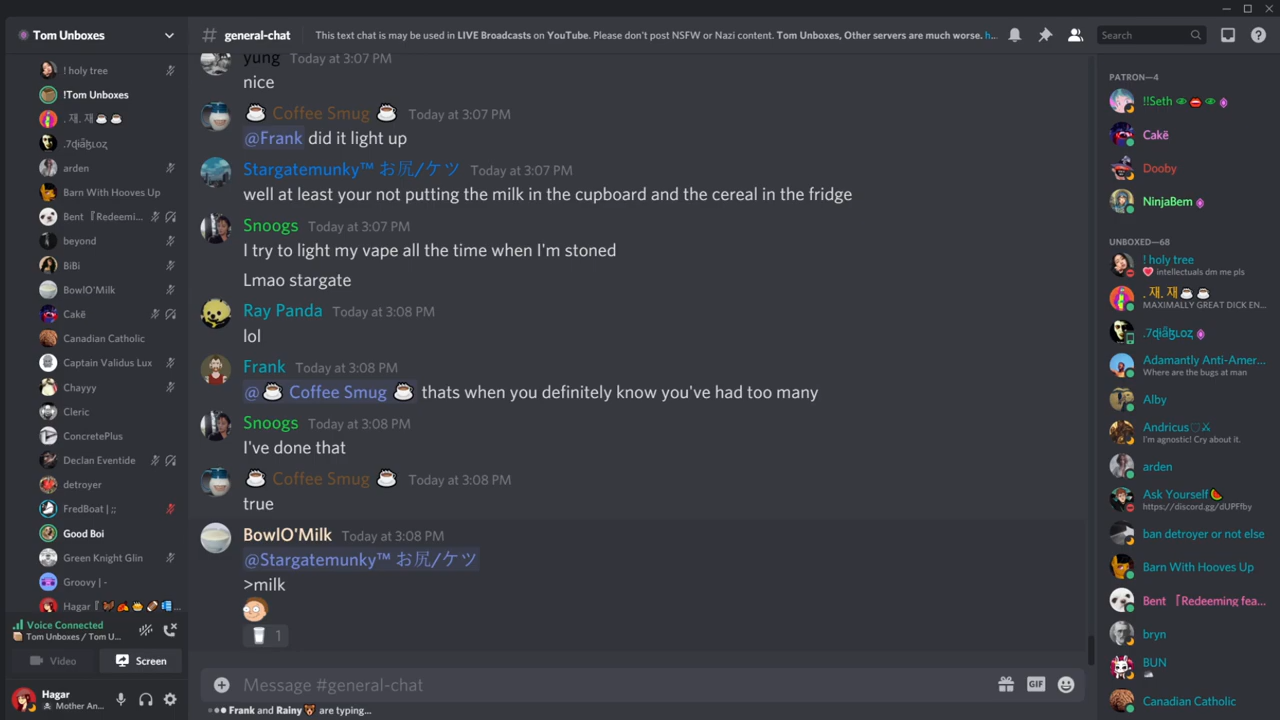 Tom Unboxes
general-chat
This text chat is may be used in LIVE Broadcasts on YouTube. Please don't post NSFW or Nazi content. Tom Unboxes, Other servers are much worse. h...
Search
! holy tree
!Tom Unboxes
. 재. 재☕☕
arden
Barn With Hooves Up
Bent『Redeemi...
beyond
BiBi
BowlO'Milk
Cakë
Canadian Catholic
Captain Validus Lux
Chayyy
Cleric
ConcretePlus
Declan Eventide
detroyer
FredBoat | ;;
Good Boi
Green Knight Glin
Groovy | -
Hagar『
Voice Connected
Tom Unboxes / Tom U...
Video
Screen
Hagar
Mother An...
yung Today at 3:07 PM
nice
☕ Coffee Smug ☕ Today at 3:07 PM
@Frank did it light up
Stargatemunky™ お尻/ケツ Today at 3:07 PM
well at least your not putting the milk in the cupboard and the cereal in the fridge
Snoogs Today at 3:07 PM
I try to light my vape all the time when I'm stoned
Lmao stargate
Ray Panda Today at 3:08 PM
lol
Frank Today at 3:08 PM
@☕ Coffee Smug ☕ thats when you definitely know you've had too many
Snoogs Today at 3:08 PM
I've done that
☕ Coffee Smug ☕ Today at 3:08 PM
true
BowlO'Milk Today at 3:08 PM
@Stargatemunky™ お尻/ケツ
>milk
1
Message #general-chat
GIF
Frank and Rainy🐻 are typing...
PATRON—4
!!Seth 👁👄👁
Cakë
Dooby
NinjaBem
UNBOXED—68
! holy tree
intellectuals dm me pls
. 재. 재☕☕
MAXIMALLY GREAT DICK EN...
Adamantly Anti-Amer...
Where are the bugs at man
Alby
Andricus♡⚔
I'm agnostic! Cry about it.
arden
Ask Yourself🍉
https://discord.gg/dUPFfby
ban detroyer or not else
Barn With Hooves Up
Bent『Redeeming fea...
bryn
BUN
Canadian Catholic